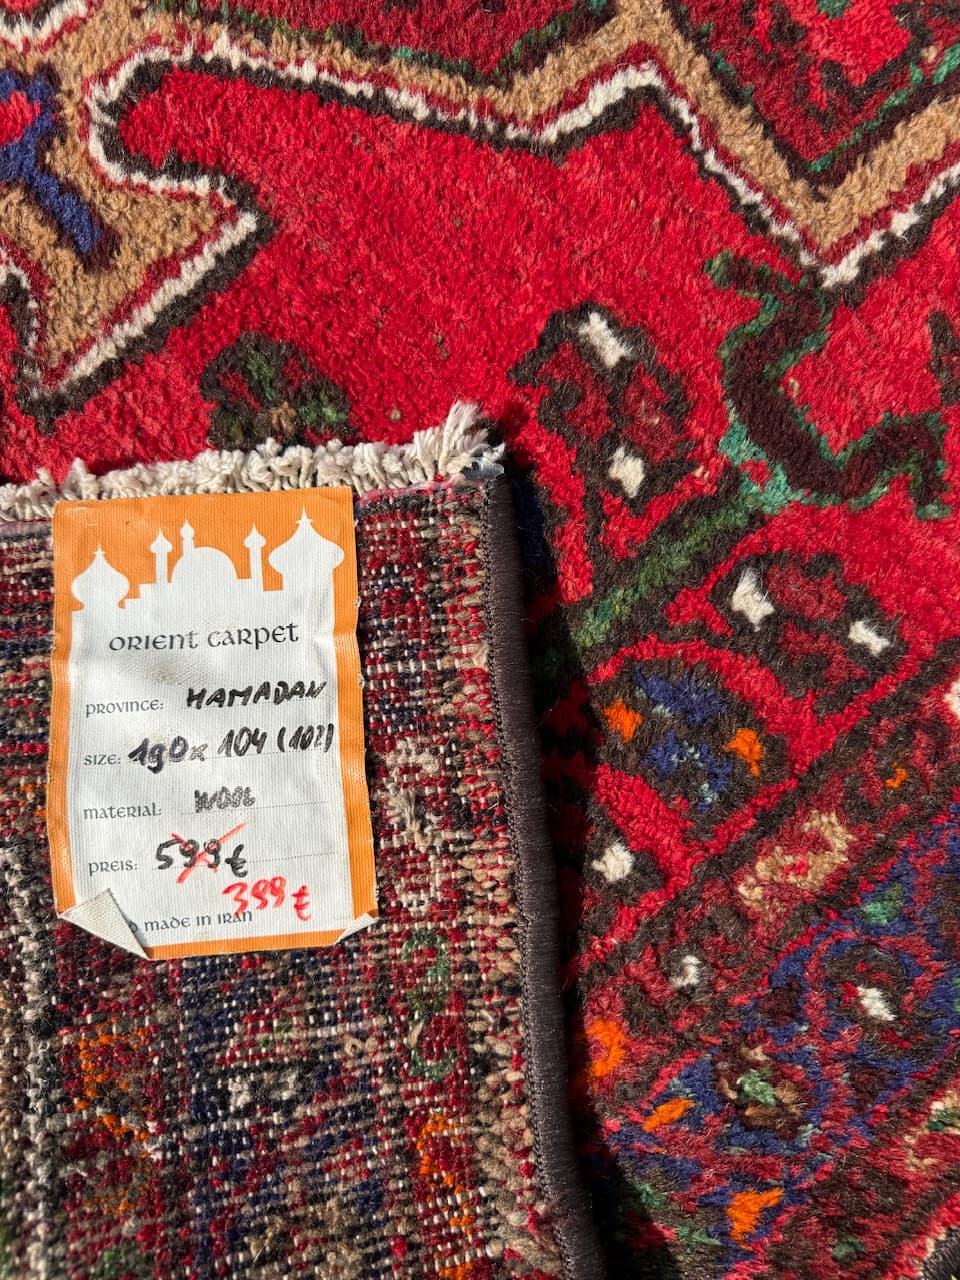 ORIENT CARPET
PROVINCE: HAMADAN
SIZE: 190x 104 (102)
MATERIAL: WOOL
PREIS: 599 €
399 €
D MADE IN IRAN